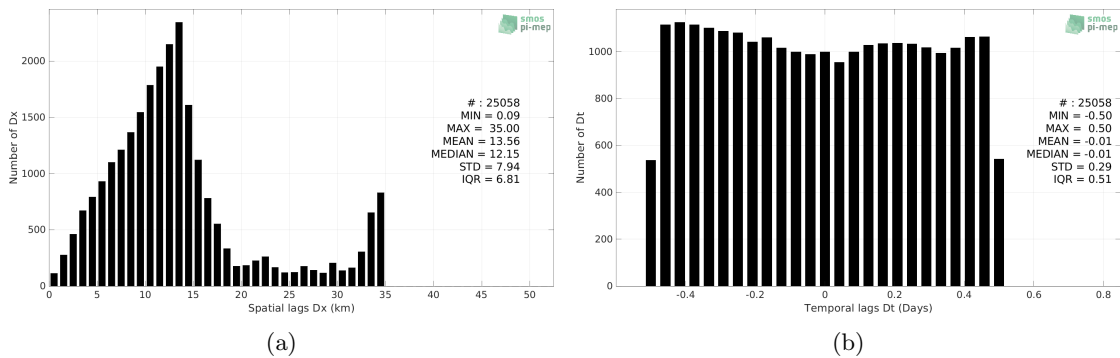 smos
pi-mep
# : 25058
MIN = 0.09
MAX = 35.00
MEAN = 13.56
MEDIAN = 12.15
STD = 7.94
IQR = 6.81
Number of Dx
2000
1500
1000
500
0
0 5 10 15 20 25 30 35 40 45 50
Spatial lags Dx (km)
(a)
smos
pi-mep
# : 25058
MIN = -0.50
MAX = 0.50
MEAN = -0.01
MEDIAN = -0.01
STD = 0.29
IQR = 0.51
Number of Dt
1000
800
600
400
200
0
-0.4 -0.2 0 0.2 0.4 0.6 0.8
Temporal lags Dt (Days)
(b)